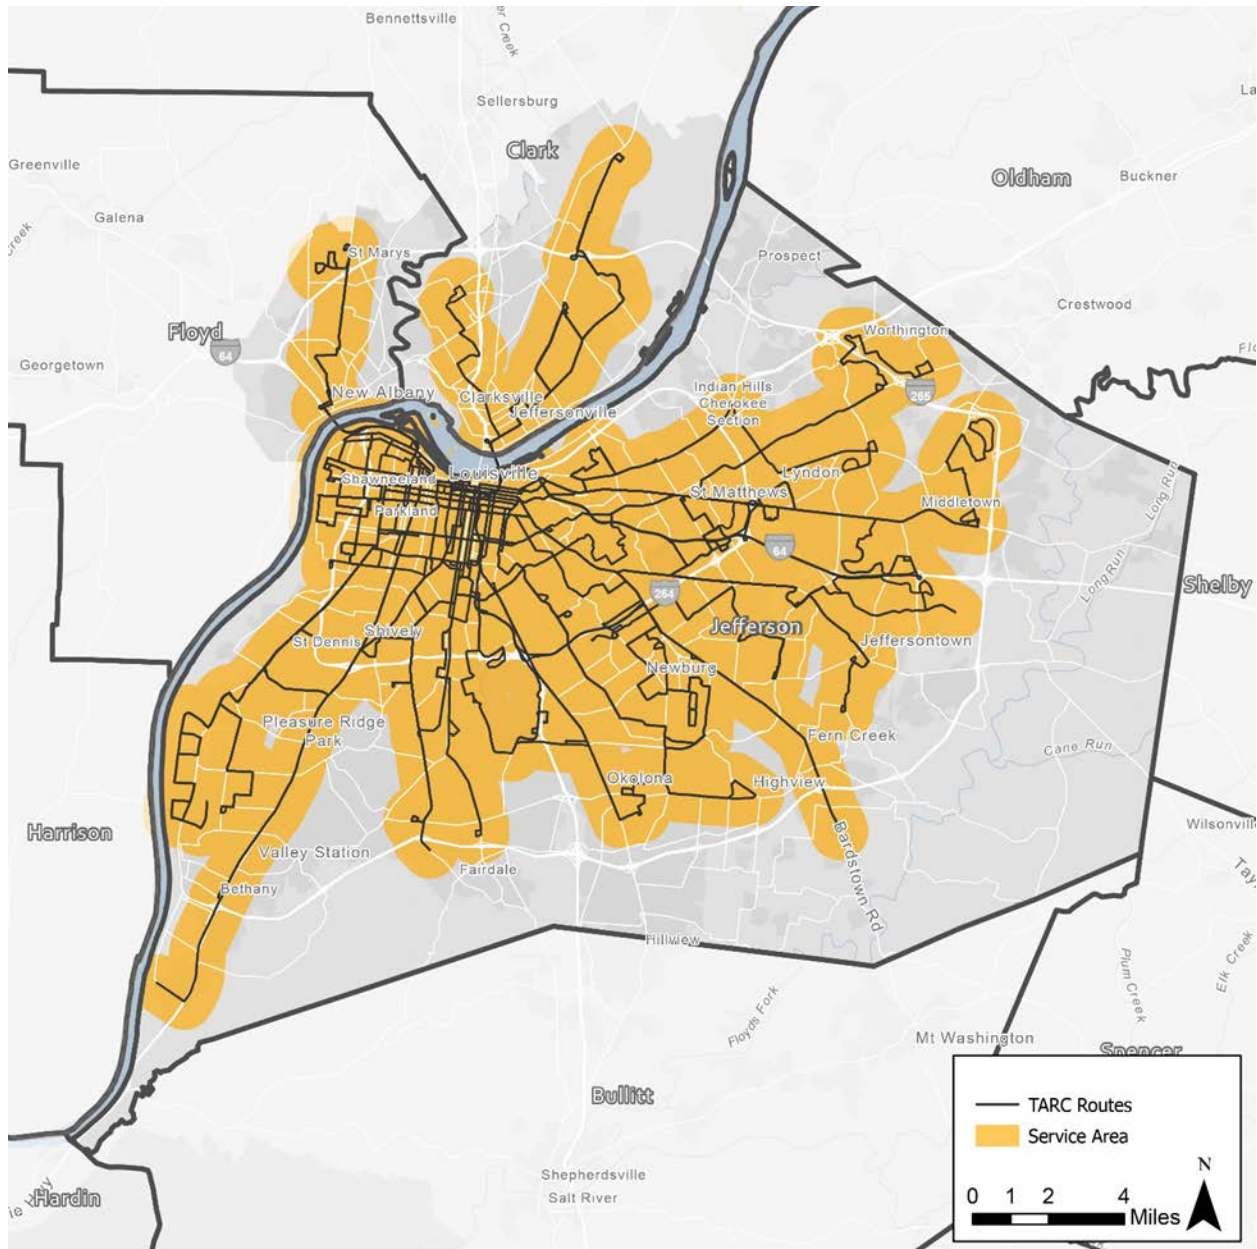 Bennettsville
Sellersburg
Clark
Greenville
Oldham
Buckner
Galena
Creek
St Marys
Prospect
Crestwood
Floyd
64
Georgetown
Worthington
New Albany
Clarksville
Jeffersonville
Indian Hills
Cherokee
Section
265
Louisville
Lyndon
Shawneeland
St Matthews
Middletown
Long Run
Parkland
64
Long Run
Shelby
264
Shively
St Dennis
Jefferson
Jeffersontown
Newburg
Pleasure Ridge
Park
Fern Creek
Cane Run
Okolona
Highview
Harrison
Wilsonville
Valley Station
Bardstown Rd
Fairdale
Bethany
Hillview
Plum Creek
Elk Creek
Floyds Fork
Mt Washington
Spencer
Bullitt
TARC Routes
Service Area
Shepherdsville
Salt River
Hardin
N
0 1 2 4
Miles